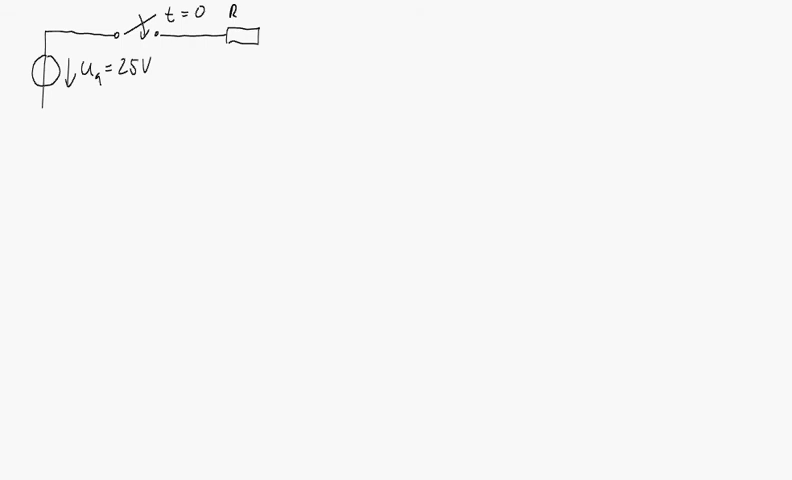 t = 0 R
u_q = 25V